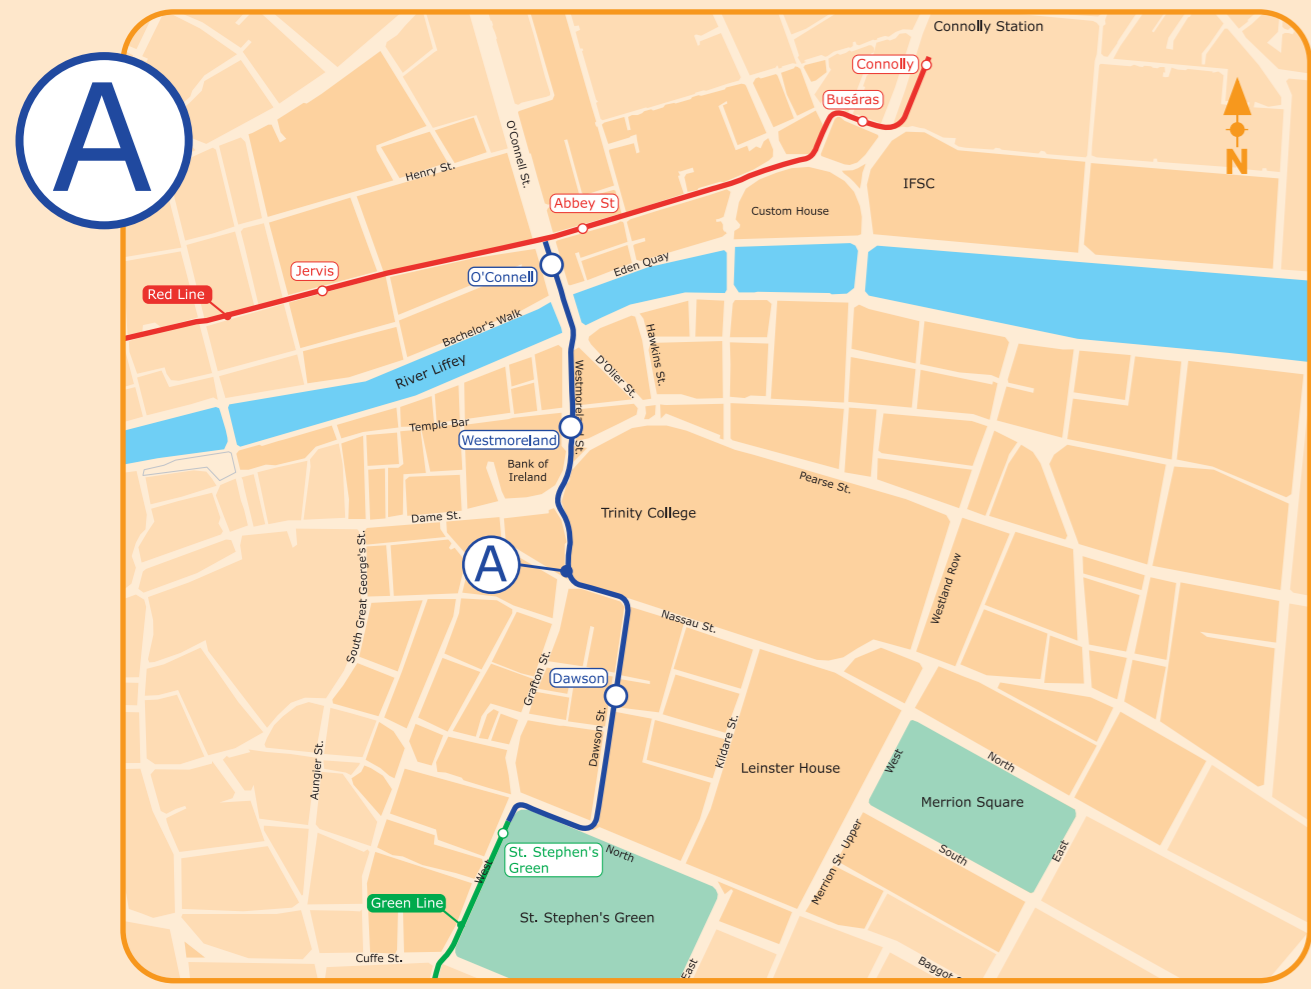 A
Connolly Station
Connolly
Busáras
N
O'Connell St.
Henry St.
IFSC
Abbey St
Custom House
Eden Quay
Jervis
O'Connell
Red Line
Bachelor's Walk
River Liffey
Hawkins St.
D'Olier St.
Westmoreland St.
Temple Bar
Westmoreland
Bank of
Ireland
Pearse St.
Trinity College
Dame St.
South Great George's St.
A
Westland Row
Nassau St.
Grafton St.
Dawson
Dawson St.
Kildare St.
Aungier St.
Leinster House
West
North
Merrion Square
South
East
Merrion St. Upper
St. Stephen's
Green
North
West
Green Line
St. Stephen's Green
Cuffe St.
East
Baggot